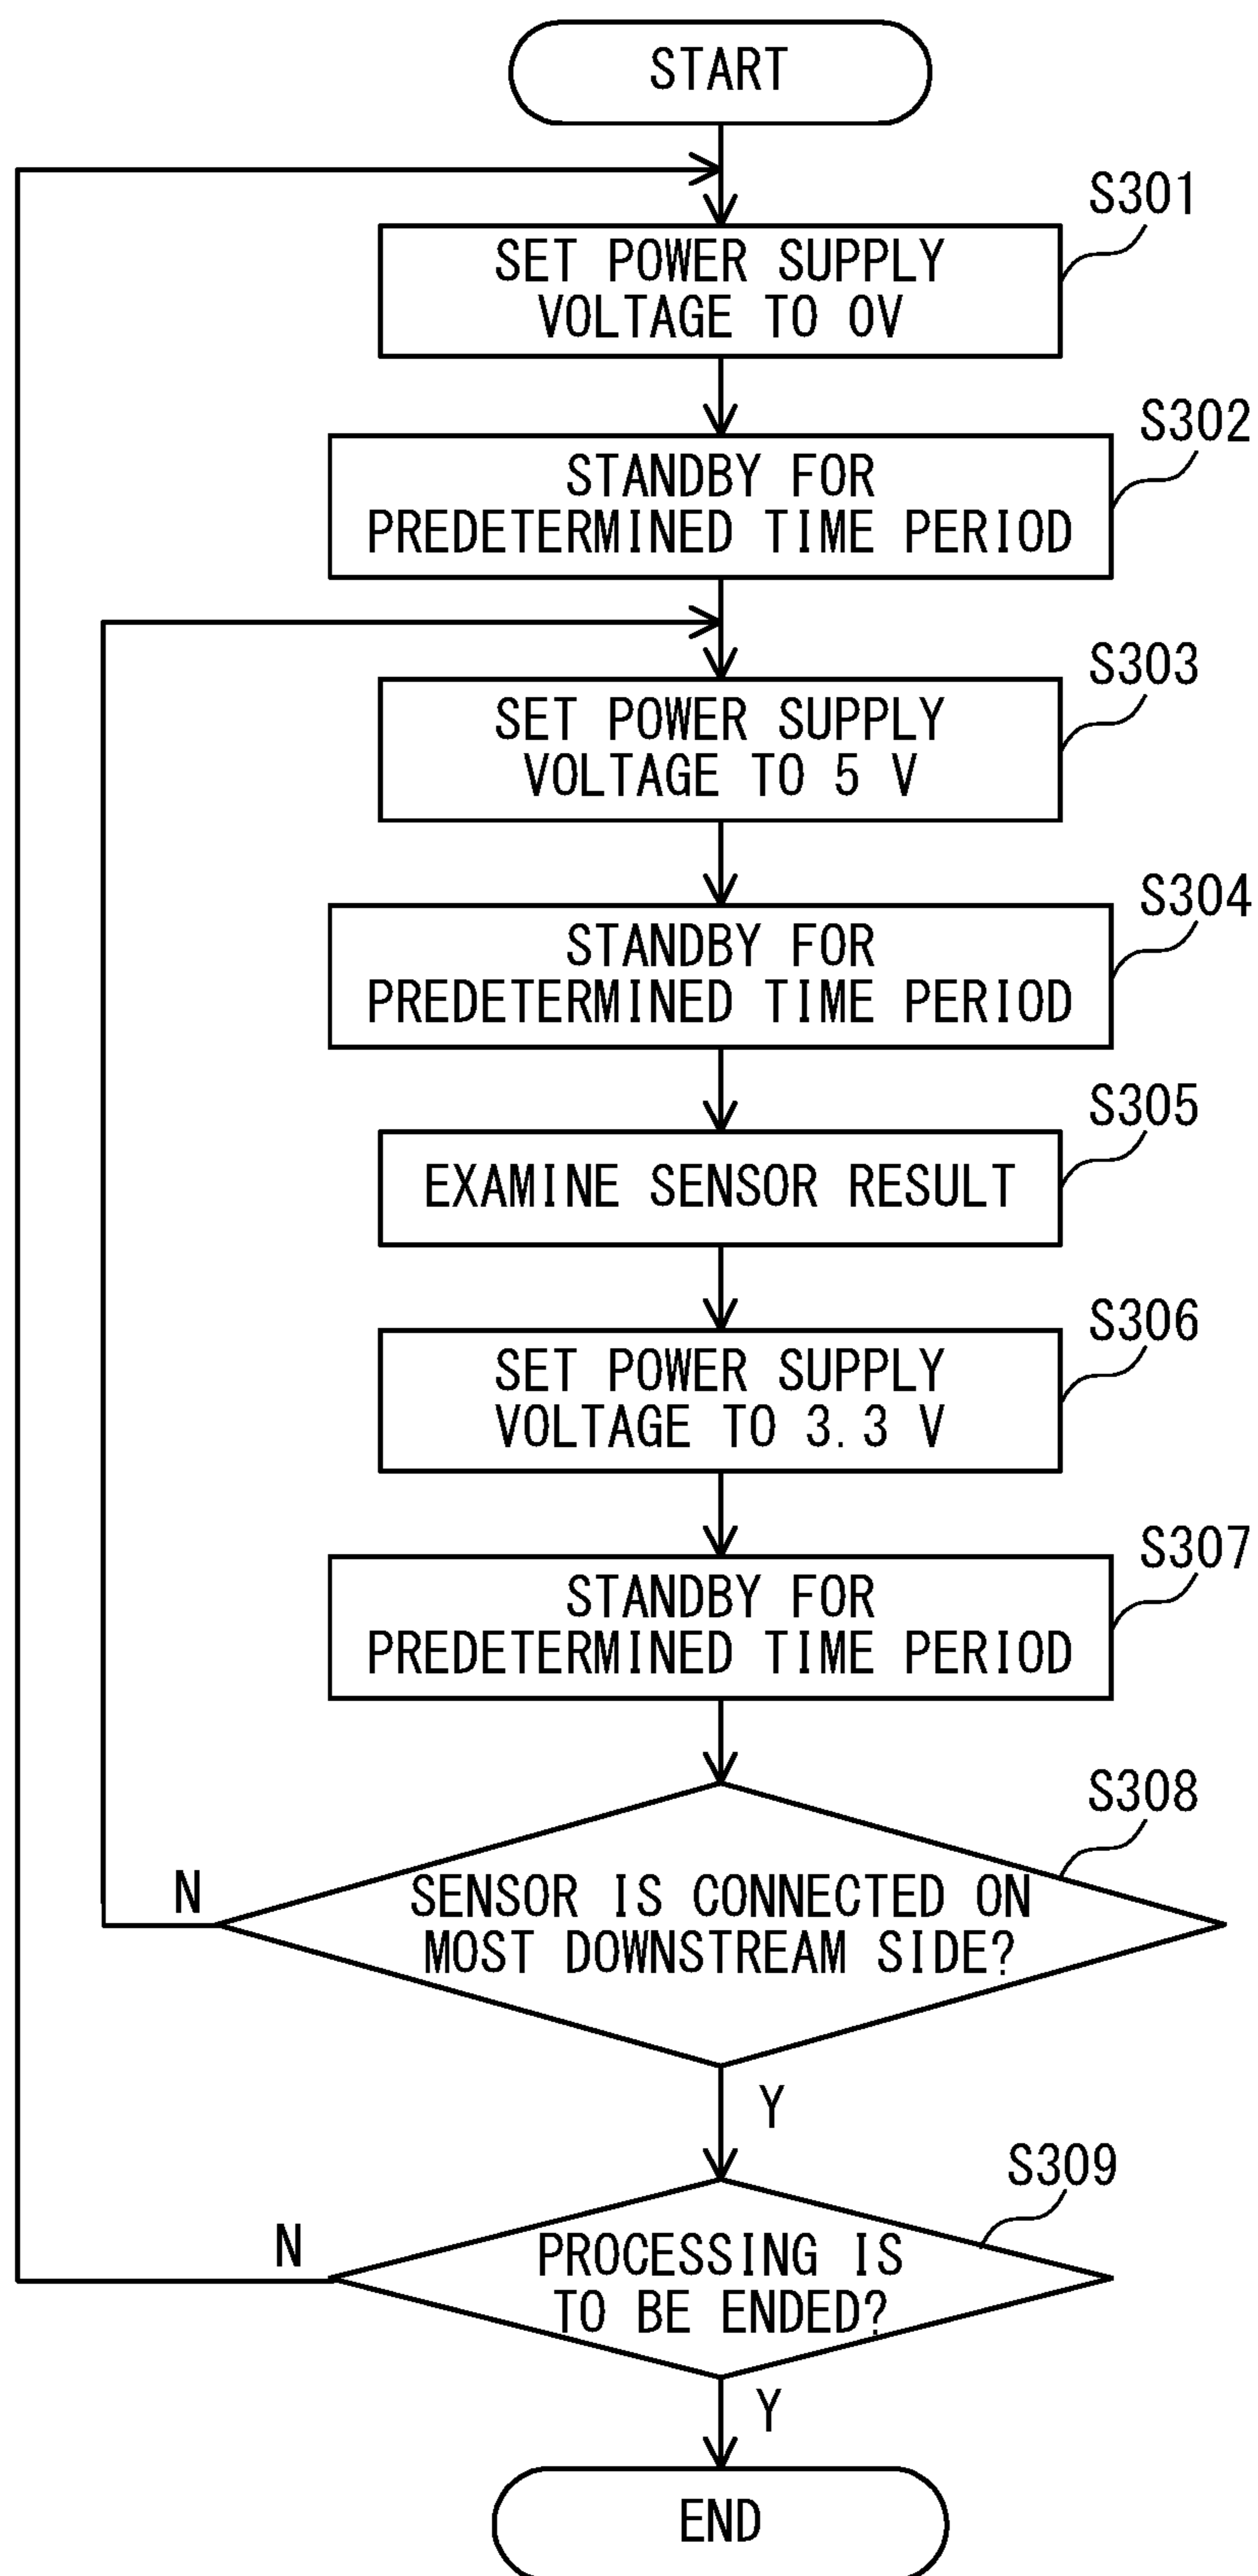 START
S301
SET POWER SUPPLY
VOLTAGE TO 0V
S302
STANDBY FOR
PREDETERMINED TIME PERIOD
S303
SET POWER SUPPLY
VOLTAGE TO 5 V
S304
STANDBY FOR
PREDETERMINED TIME PERIOD
S305
EXAMINE SENSOR RESULT
S306
SET POWER SUPPLY
VOLTAGE TO 3.3 V
S307
STANDBY FOR
PREDETERMINED TIME PERIOD
S308
N
SENSOR IS CONNECTED ON
MOST DOWNSTREAM SIDE?
Y
S309
N
PROCESSING IS
TO BE ENDED?
Y
END